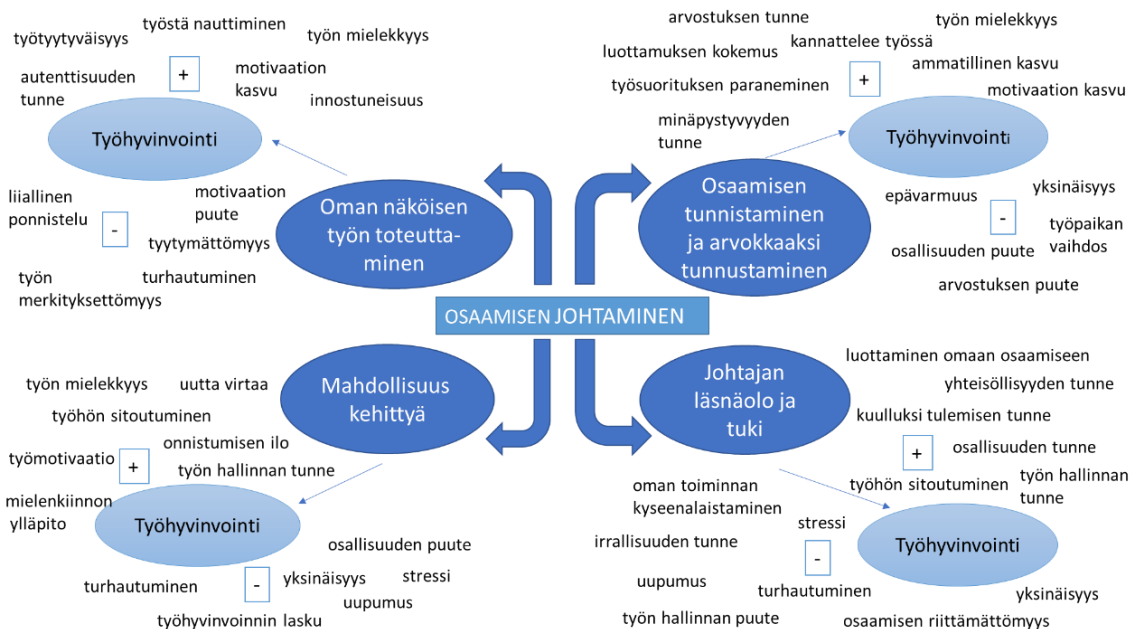 työtyytyväisyys
työstä nauttiminen
työn mielekkyys
autenttisuuden
tunne
+
motivaation
kasvu
innostuneisuus
Työhyvinvointi
liiallinen
ponnistelu
-
motivaation
puute
tyytymättömyys
työn
merkityksettömyys
turhautuminen
Oman näköisen
työn toteutta-
minen
arvostuksen tunne
työn mielekkyys
luottamuksen kokemus
kannattelee työssä
työsuorituksen paraneminen
+
ammatillinen kasvu
motivaation kasvu
minäpystyvyyden
tunne
Työhyvinvointi
Osaamisen
tunnistaminen
ja arvokkaaksi
tunnustaminen
epävarmuus
yksinäisyys
-
työpaikan
vaihdos
osallisuuden puute
arvostuksen puute
OSAAMISEN JOHTAMINEN
Mahdollisuus
kehittyä
työn mielekkyys
uutta virtaa
työhön sitoutuminen
onnistumisen ilo
työmotivaatio
+
työn hallinnan tunne
mielenkiinnon
ylläpito
Työhyvinvointi
osallisuuden puute
turhautuminen
-
yksinäisyys
stressi
uupumus
työhyvinvoinnin lasku
Johtajan
läsnäolo ja
tuki
luottaminen omaan osaamiseen
yhteisöllisyyden tunne
kuulluksi tulemisen tunne
+
osallisuuden tunne
työhön sitoutuminen
työn hallinnan
tunne
oman toiminnan
kyseenalaistaminen
stressi
irrallisuuden tunne
-
Työhyvinvointi
uupumus
turhautuminen
yksinäisyys
työn hallinnan puute
osaamisen riittämättömyys